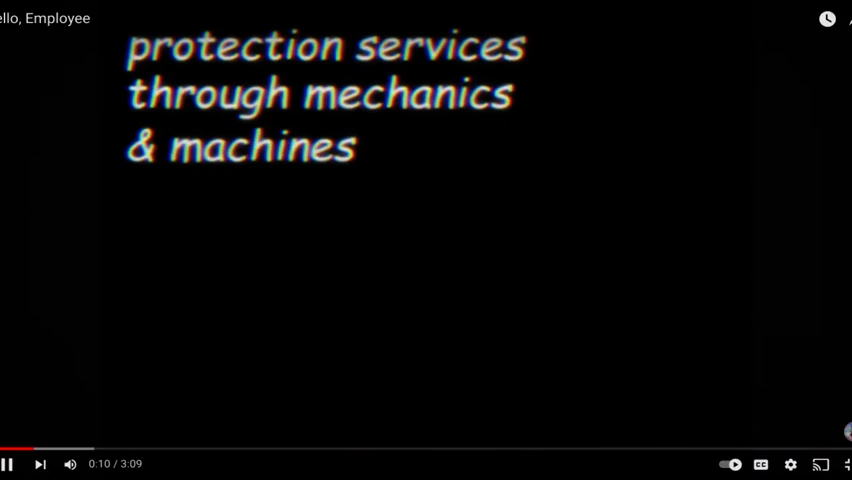 ello, Employee
protection services
through mechanics
& machines
0:10 / 3:09